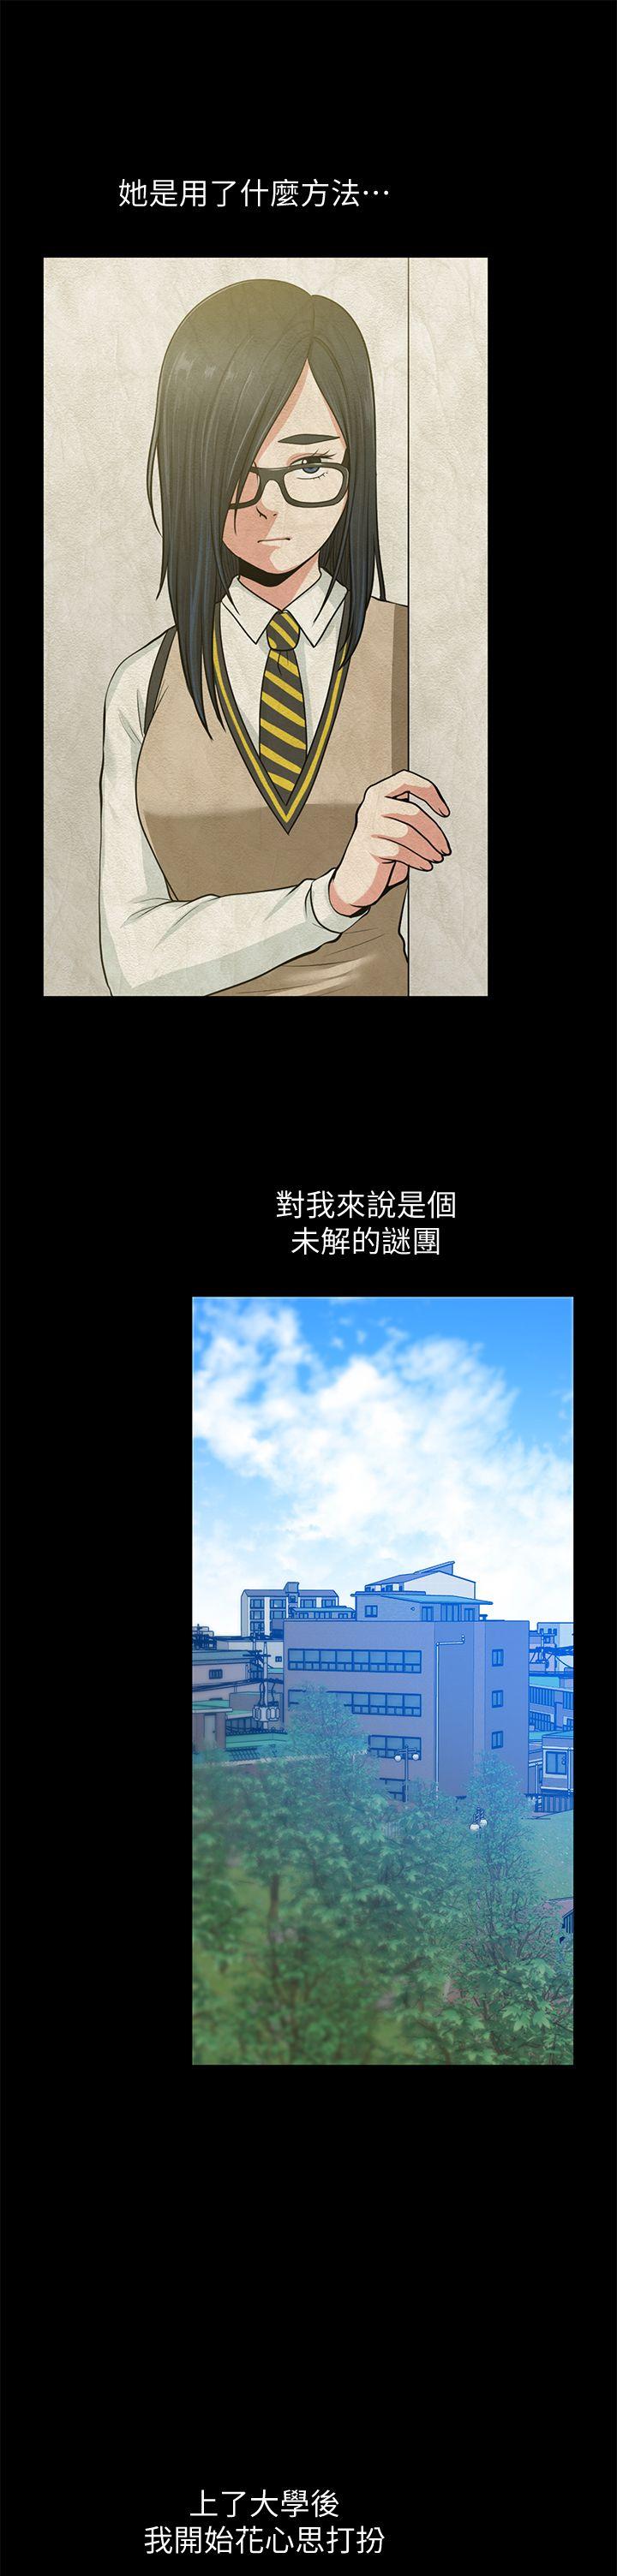 她是用了什麼方法⋯
對我來說是個
未解的謎團
上了大學後
我開始花心思打扮